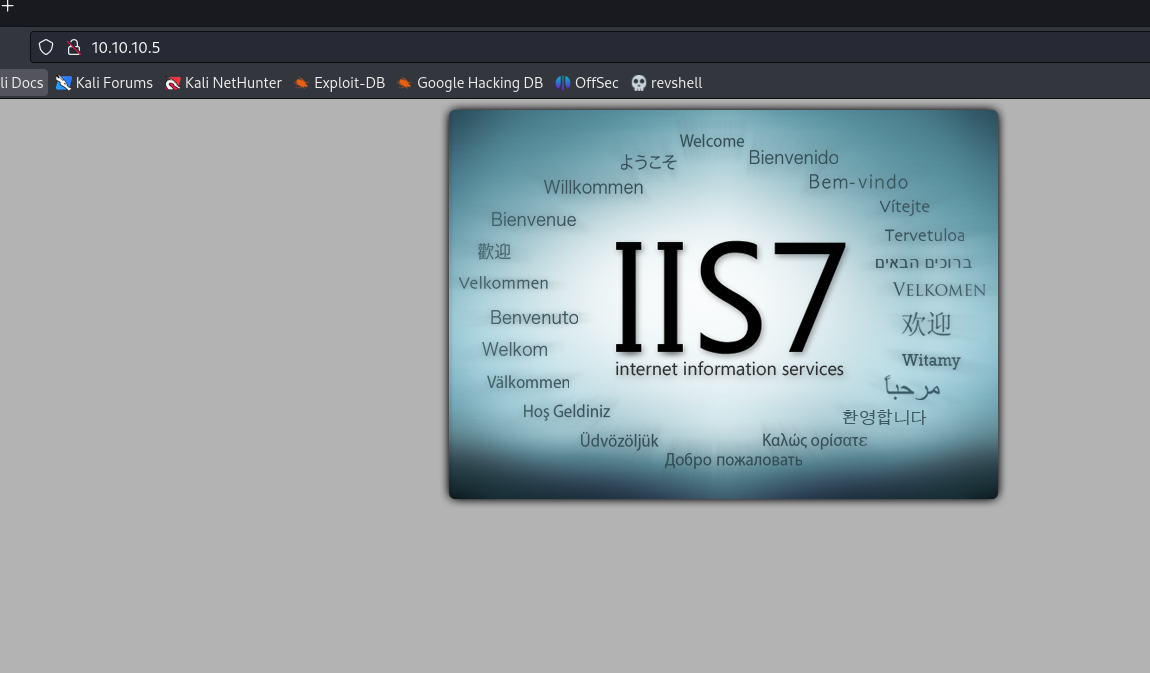 10.10.10.5
li Docs Kali Forums Kali NetHunter Exploit-DB Google Hacking DB OffSec revshell
Welcome
ようこそ
Bienvenido
Willkommen
Bem-vindo
Vítejte
Bienvenue
Tervetuloa
歡迎
ברוכים הבאים
Velkommen
VELKOMEN
IIS7
Benvenuto
欢迎
Welkom
Witamy
internet information services
Välkommen
مرحباً
Hoş Geldiniz
환영합니다
Üdvözöljük
Καλώς ορίσατε
Добро пожаловать